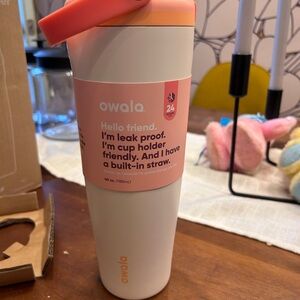 owala
24
Hello friend.
I'm leak proof.
I'm cup holder
friendly. And I have
a built-in straw.
owala